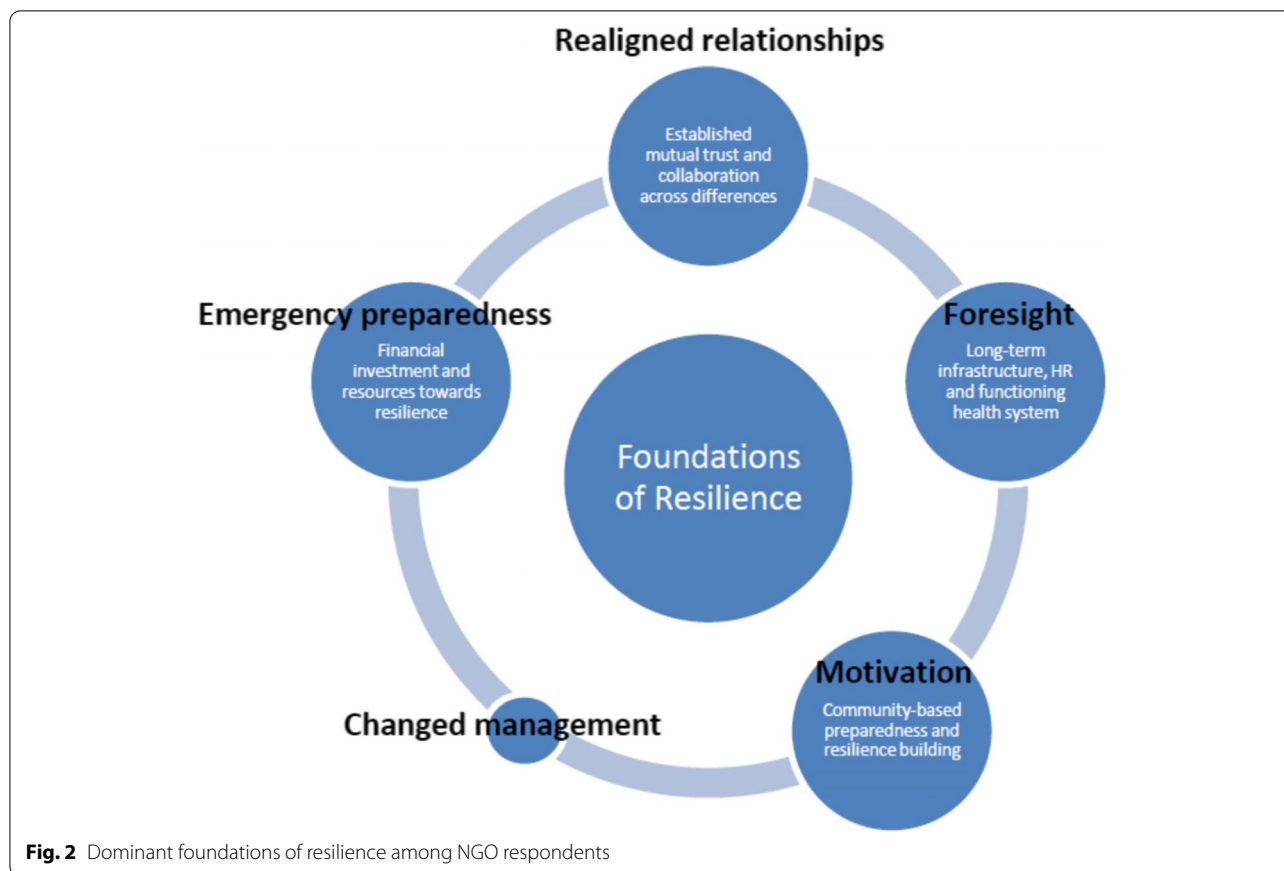 Realigned relationships
Established
mutual trust and
collaboration
across differences
Emergency preparedness
Financial
investment and
resources towards
resilience
Foresight
Long-term
infrastructure, HR
and functioning
health system
Foundations
of Resilience
Motivation
Community-based
preparedness and
resilience building
Changed management
Fig. 2 Dominant foundations of resilience among NGO respondents